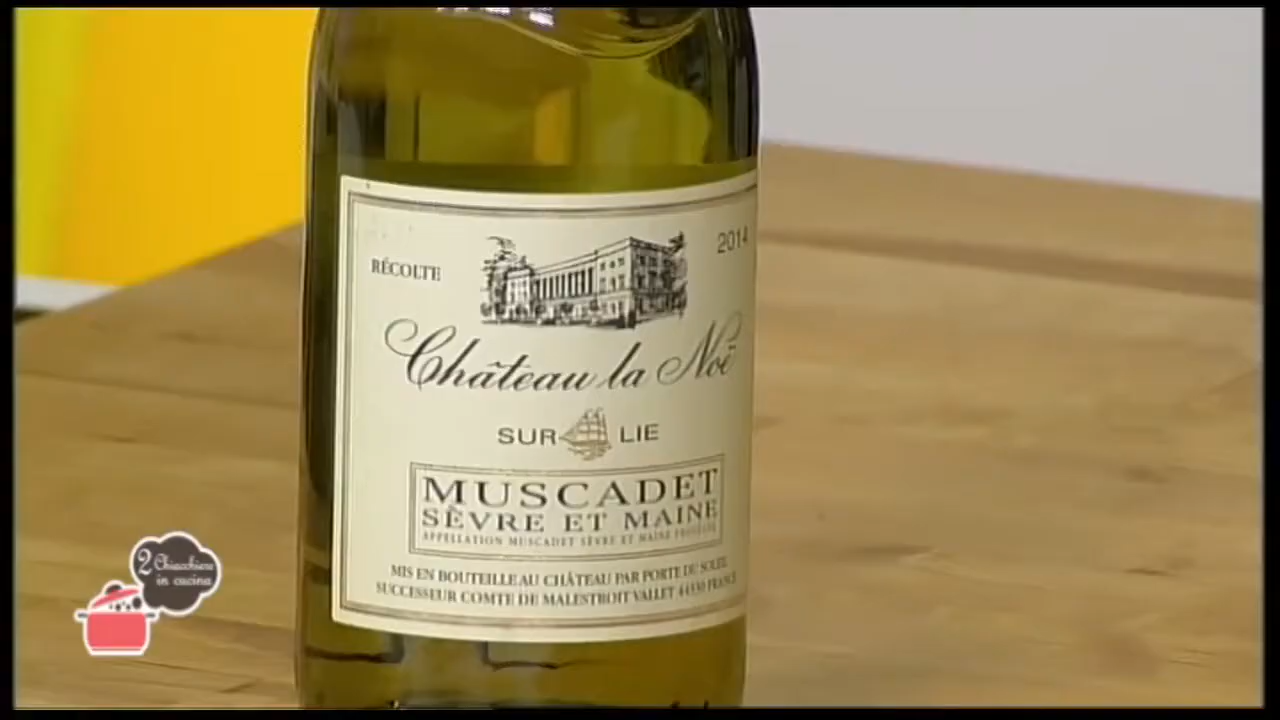 RÉCOLTE
2014
Château la Noë
SUR LIE
MUSCADET
SÈVRE ET MAINE
APPELLATION MUSCADET SÈVRE ET MAINE PROTÉGÉE
MIS EN BOUTEILLE AU CHÂTEAU PAR PORTE DU SOLEIL
SUCCESSEUR COMTE DE MALESTROIT VALLET 44330 FRANCE
2 Chiacchiere
in cucina